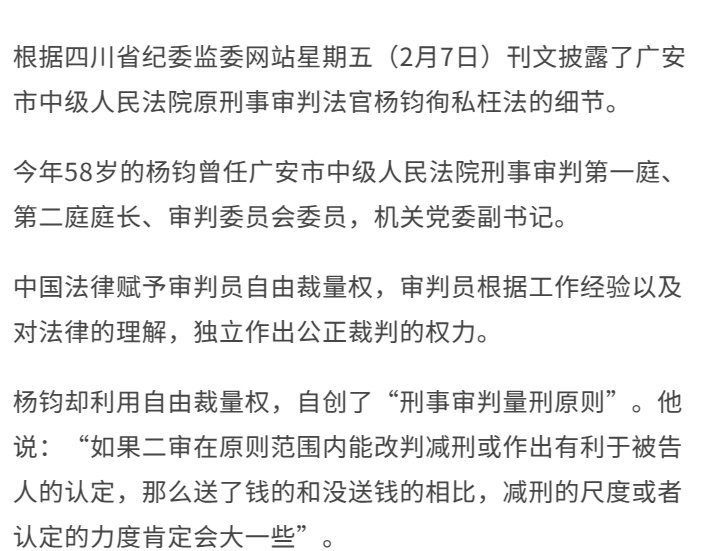 根据四川省纪委监委网站星期五（2月7日）刊文披露了广安
市中级人民法院原刑事审判法官杨钧徇私枉法的细节。
今年58岁的杨钧曾任广安市中级人民法院刑事审判第一庭、
第二庭庭长、审判委员会委员，机关党委副书记。
中国法律赋予审判员自由裁量权，审判员根据工作经验以及
对法律的理解，独立作出公正裁判的权力。
杨钧却利用自由裁量权，自创了“刑事审判量刑原则”。他
说：“如果二审在原则范围内能改判减刑或作出有利于被告
人的认定，那么送了钱的和没送钱的相比，减刑的尺度或者
认定的力度肯定会大一些”。